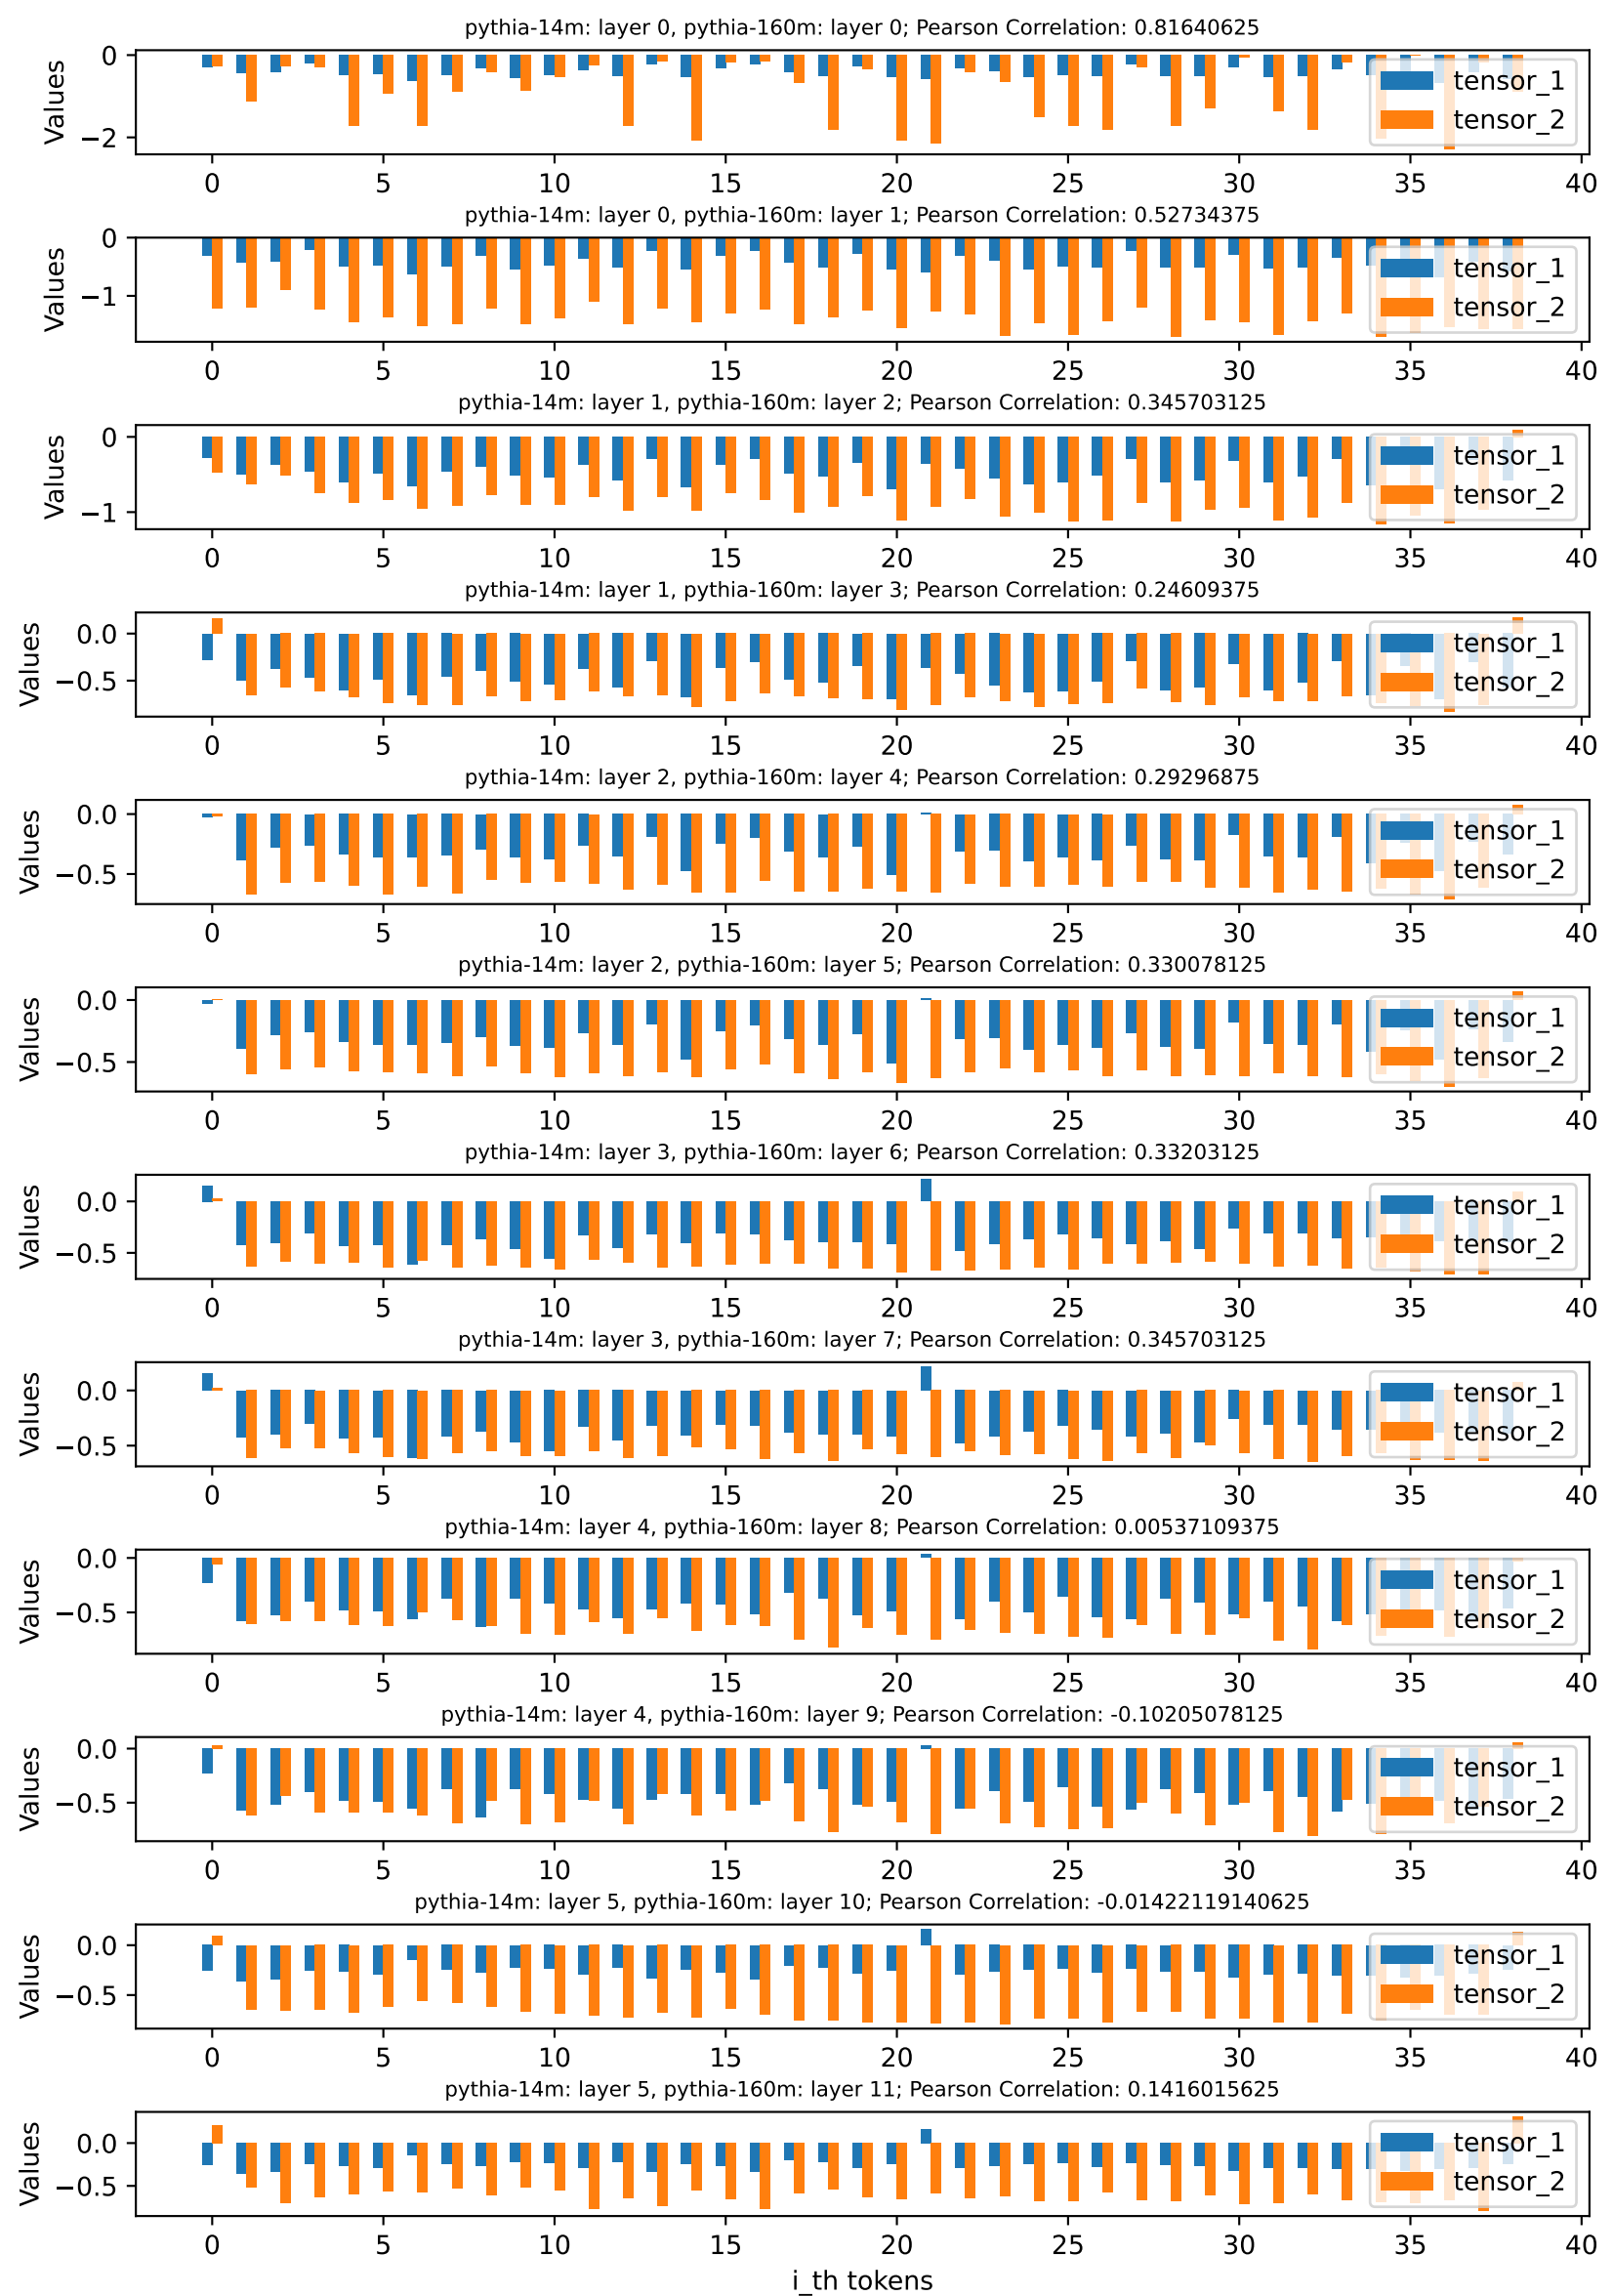 pythia-14m: layer 0, pythia-160m: layer 0; Pearson Correlation: 0.81640625
Values
0
−2
tensor_1
tensor_2
0 5 10 15 20 25 30 35 40
pythia-14m: layer 0, pythia-160m: layer 1; Pearson Correlation: 0.52734375
Values
0
−1
tensor_1
tensor_2
0 5 10 15 20 25 30 35 40
pythia-14m: layer 1, pythia-160m: layer 2; Pearson Correlation: 0.345703125
Values
0
−1
tensor_1
tensor_2
0 5 10 15 20 25 30 35 40
pythia-14m: layer 1, pythia-160m: layer 3; Pearson Correlation: 0.24609375
Values
0.0
−0.5
tensor_1
tensor_2
0 5 10 15 20 25 30 35 40
pythia-14m: layer 2, pythia-160m: layer 4; Pearson Correlation: 0.29296875
Values
0.0
−0.5
tensor_1
tensor_2
0 5 10 15 20 25 30 35 40
pythia-14m: layer 2, pythia-160m: layer 5; Pearson Correlation: 0.330078125
Values
0.0
−0.5
tensor_1
tensor_2
0 5 10 15 20 25 30 35 40
pythia-14m: layer 3, pythia-160m: layer 6; Pearson Correlation: 0.33203125
Values
0.0
−0.5
tensor_1
tensor_2
0 5 10 15 20 25 30 35 40
pythia-14m: layer 3, pythia-160m: layer 7; Pearson Correlation: 0.345703125
Values
0.0
−0.5
tensor_1
tensor_2
0 5 10 15 20 25 30 35 40
pythia-14m: layer 4, pythia-160m: layer 8; Pearson Correlation: 0.00537109375
Values
0.0
−0.5
tensor_1
tensor_2
0 5 10 15 20 25 30 35 40
pythia-14m: layer 4, pythia-160m: layer 9; Pearson Correlation: -0.10205078125
Values
0.0
−0.5
tensor_1
tensor_2
0 5 10 15 20 25 30 35 40
pythia-14m: layer 5, pythia-160m: layer 10; Pearson Correlation: -0.01422119140625
Values
0.0
−0.5
tensor_1
tensor_2
0 5 10 15 20 25 30 35 40
pythia-14m: layer 5, pythia-160m: layer 11; Pearson Correlation: 0.1416015625
Values
0.0
−0.5
tensor_1
tensor_2
0 5 10 15 20 25 30 35 40
i_th tokens